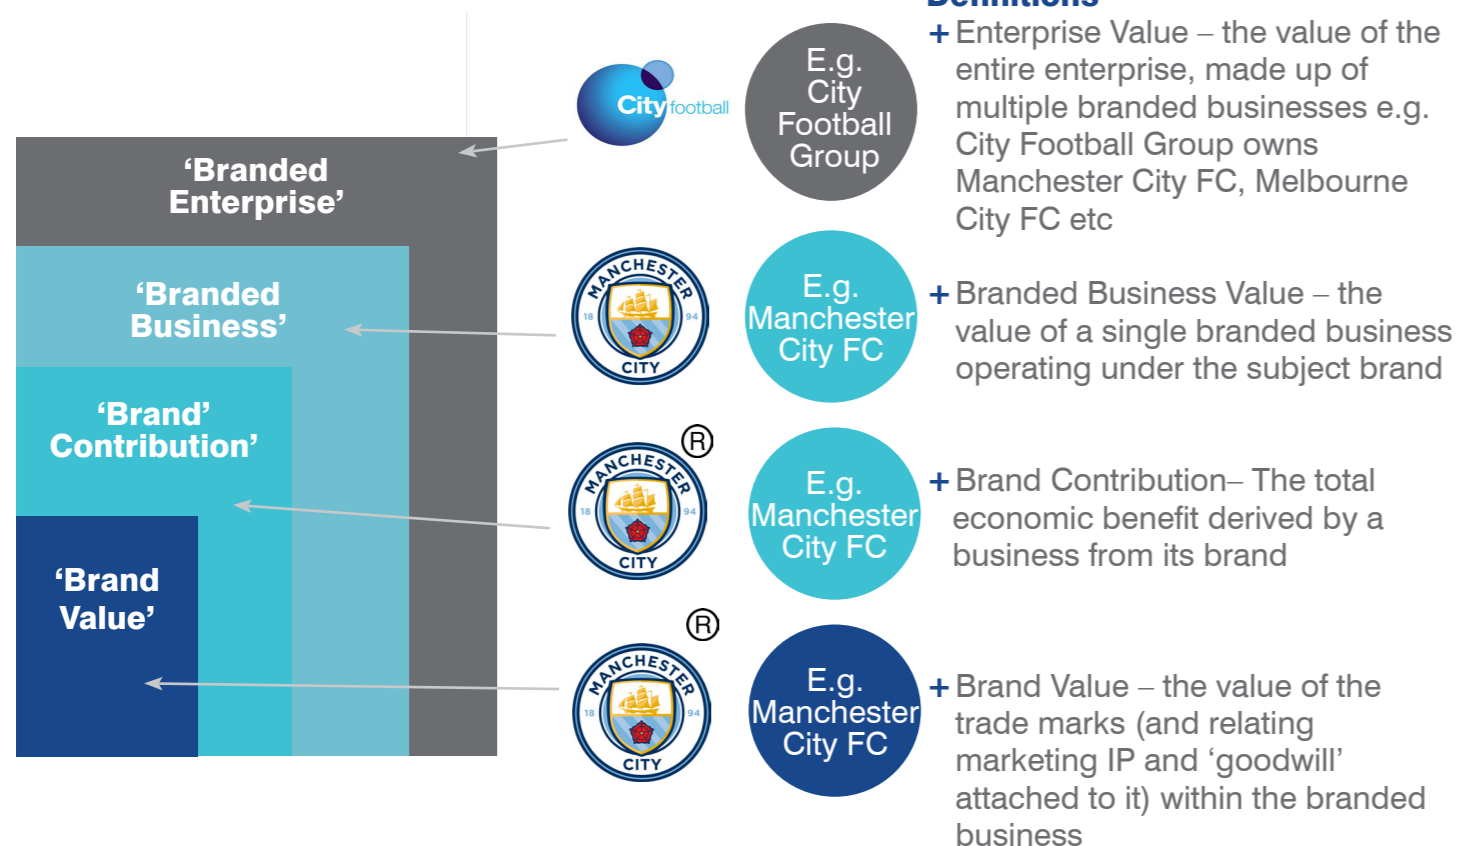 Definitions
‘Branded
Enterprise’
‘Branded
Business’
‘Brand’
Contribution’
‘Brand
Value’
City football
MANCHESTER
18 94
CITY
R
MANCHESTER
18 94
CITY
R
MANCHESTER
18 94
CITY
E.g.
City
Football
Group
E.g.
Manchester
City FC
E.g.
Manchester
City FC
E.g.
Manchester
City FC
+ Enterprise Value – the value of the
entire enterprise, made up of
multiple branded businesses e.g.
City Football Group owns
Manchester City FC, Melbourne
City FC etc
+ Branded Business Value – the
value of a single branded business
operating under the subject brand
+ Brand Contribution– The total
economic benefit derived by a
business from its brand
+ Brand Value – the value of the
trade marks (and relating
marketing IP and ‘goodwill’
attached to it) within the branded
business